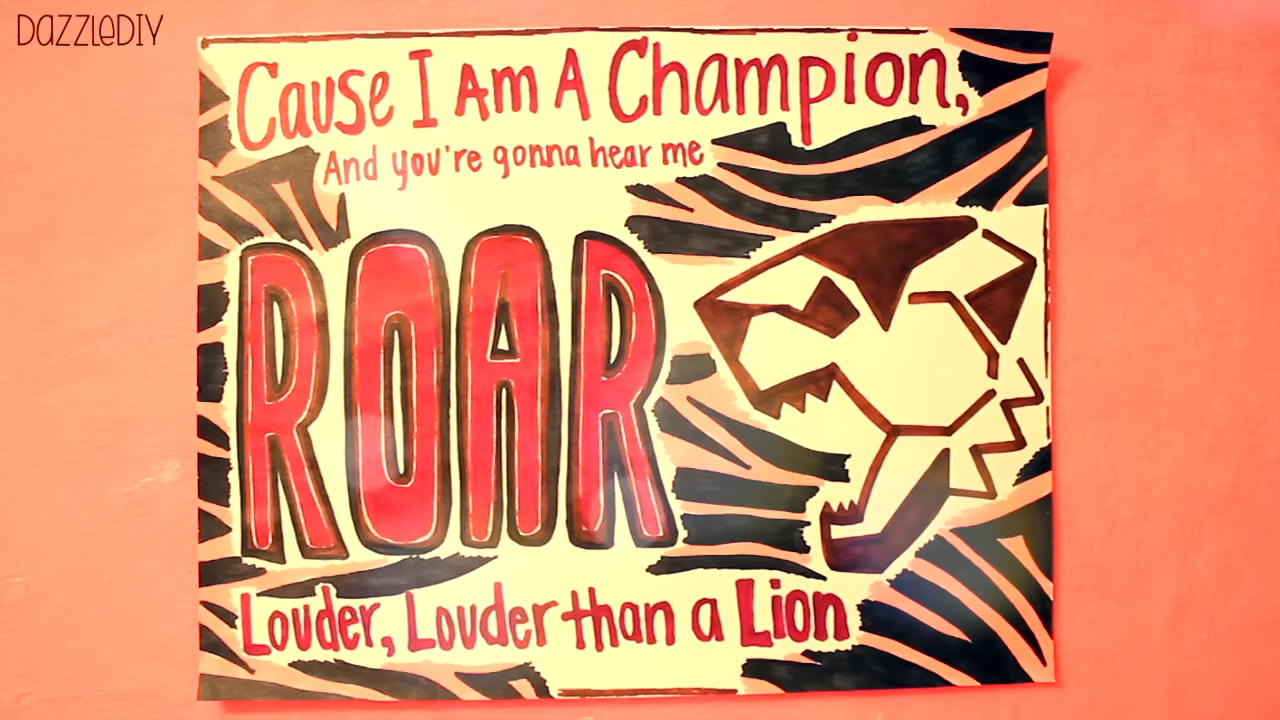 DazzleDIY
Cause I Am A Champion,
And you're gonna hear me
ROAR
Louder, Louder than a Lion